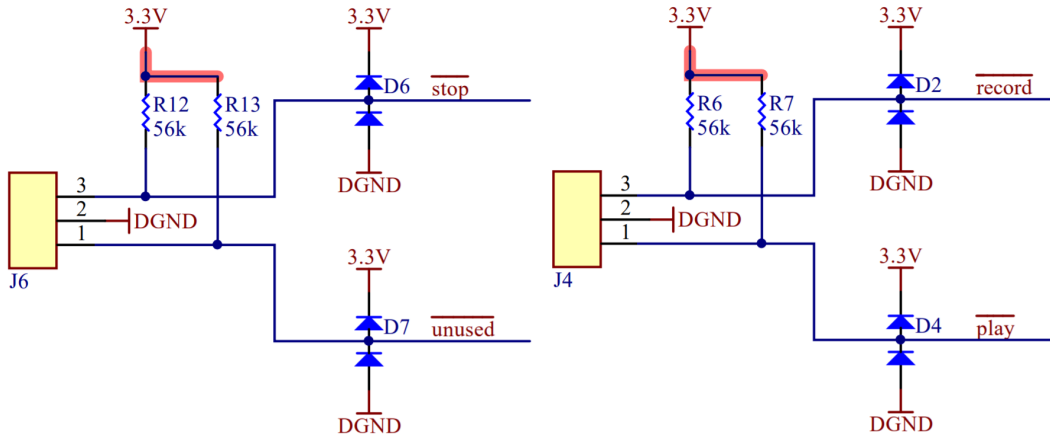 3.3V
3.3V
3.3V
3.3V
R12
56k
R13
56k
D6
stop
R6
56k
R7
56k
D2
record
3
2
1
DGND
DGND
J6
3
2
1
DGND
DGND
J4
3.3V
3.3V
D7
unused
D4
play
DGND
DGND